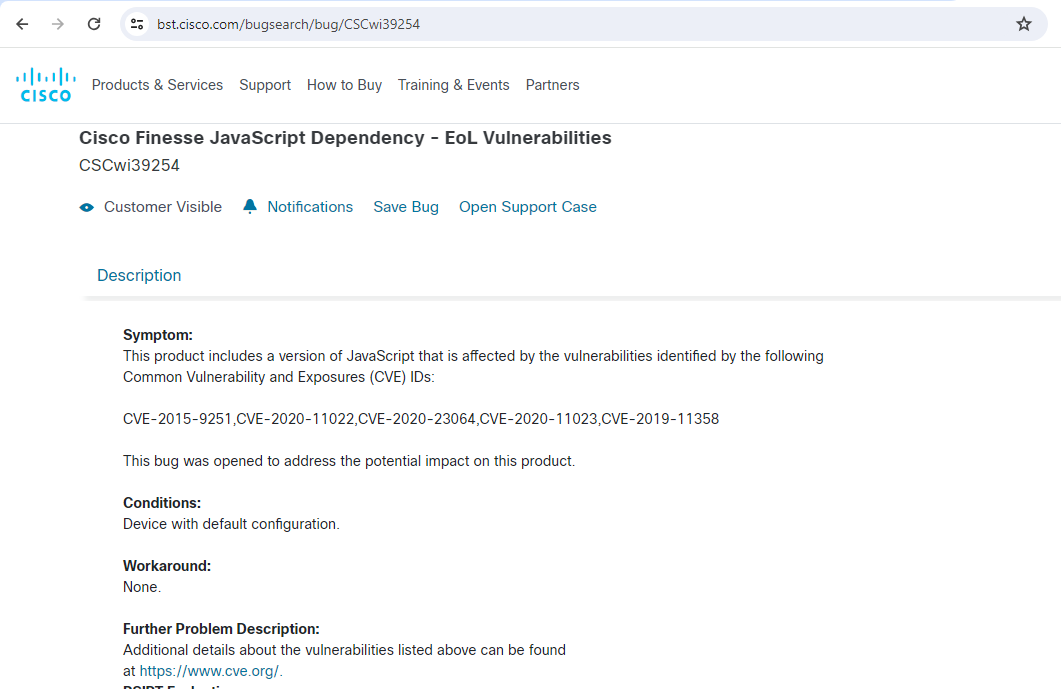 bst.cisco.com/bugsearch/bug/CSCwi39254
CISCO
Products & Services Support How to Buy Training & Events Partners
Cisco Finesse JavaScript Dependency - EoL Vulnerabilities
CSCwi39254
Customer Visible Notifications Save Bug Open Support Case
Description
Symptom:
This product includes a version of JavaScript that is affected by the vulnerabilities identified by the following
Common Vulnerability and Exposures (CVE) IDs:
CVE-2015-9251,CVE-2020-11022,CVE-2020-23064,CVE-2020-11023,CVE-2019-11358
This bug was opened to address the potential impact on this product.
Conditions:
Device with default configuration.
Workaround:
None.
Further Problem Description:
Additional details about the vulnerabilities listed above can be found
at https://www.cve.org/.